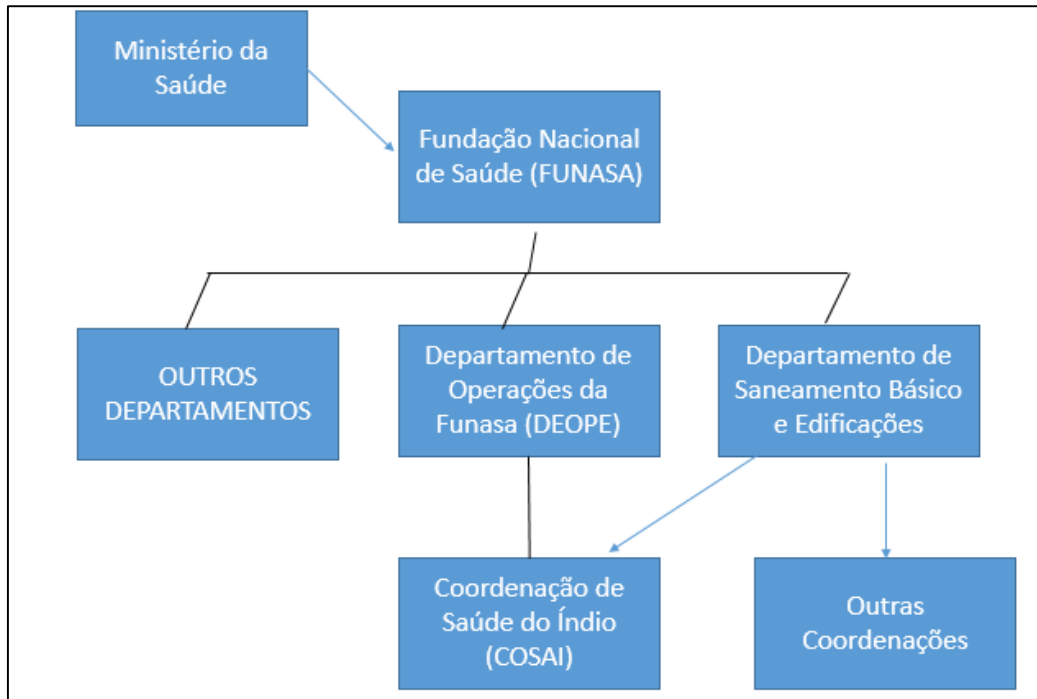 Ministério da
Saúde
Fundação Nacional
de Saúde (FUNASA)
OUTROS
DEPARTAMENTOS
Departamento de
Operações da
Funasa (DEOPE)
Departamento de
Saneamento Básico
e Edificações
Coordenação de
Saúde do Índio
(COSAI)
Outras
Coordenações